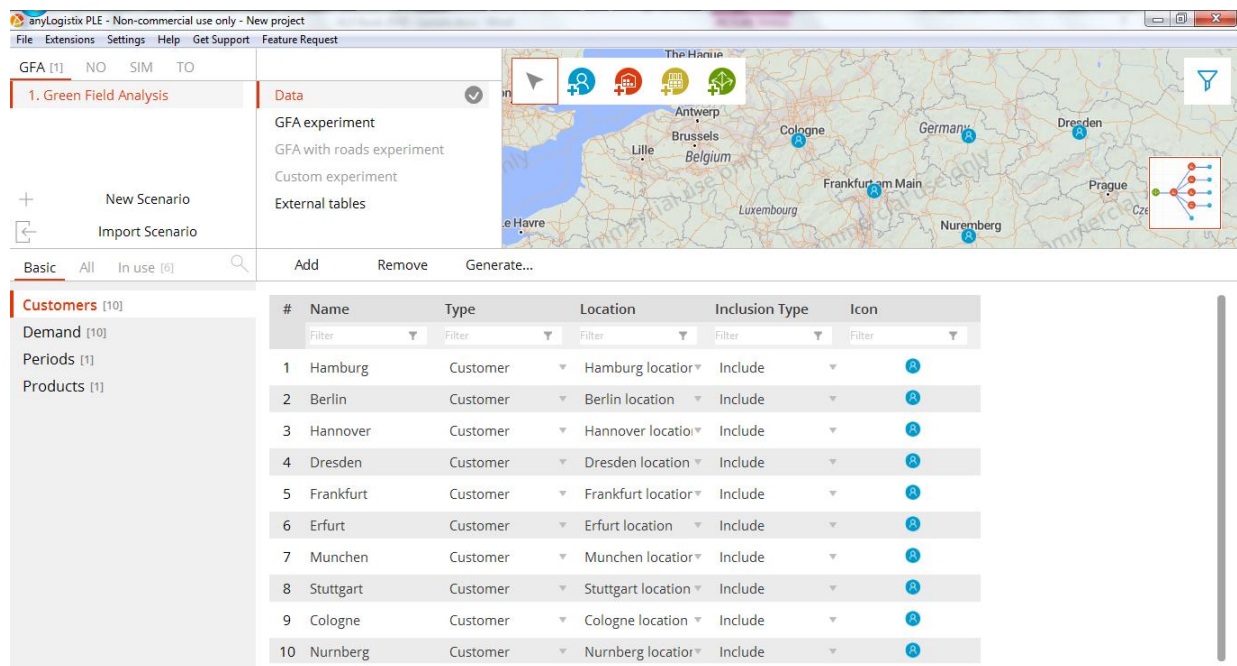 anyLogistix PLE - Non-commercial use only - New project
File Extensions Settings Help Get Support Feature Request
GFA [1] NO SIM TO
1. Green Field Analysis
New Scenario
Import Scenario
Data
GFA experiment
GFA with roads experiment
Custom experiment
External tables
The Hague
Antwerp
Brussels
Lille
Belgium
Cologne
Germany
Dresden
Frankfurt am Main
Prague
Luxembourg
Nuremberg
Le Havre
Basic All In use [6]
Add Remove Generate...
Customers [10]
Demand [10]
Periods [1]
Products [1]
# Name Type Location Inclusion Type Icon
Filter Filter Filter Filter Filter
1 Hamburg Customer Hamburg location Include
2 Berlin Customer Berlin location Include
3 Hannover Customer Hannover location Include
4 Dresden Customer Dresden location Include
5 Frankfurt Customer Frankfurt location Include
6 Erfurt Customer Erfurt location Include
7 Munchen Customer Munchen location Include
8 Stuttgart Customer Stuttgart location Include
9 Cologne Customer Cologne location Include
10 Nurnberg Customer Nurnberg location Include